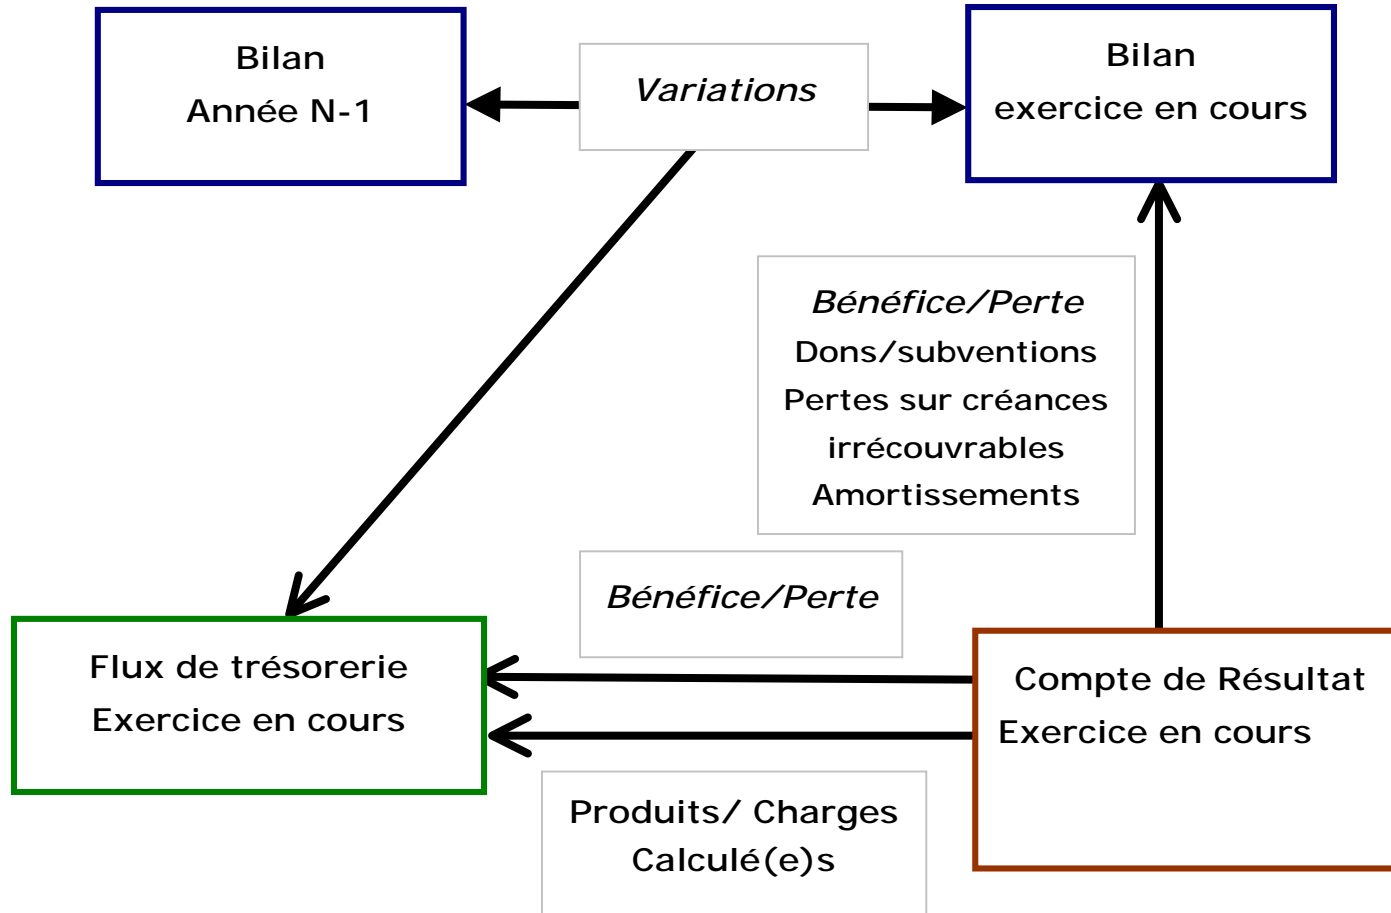 Bilan
Année N-1
Variations
Bilan
exercice en cours
Bénéfice/Perte
Dons/subventions
Pertes sur créances
irrécouvrables
Amortissements
Bénéfice/Perte
Flux de trésorerie
Exercice en cours
Compte de Résultat
Exercice en cours
Produits/ Charges
Calculé(e)s